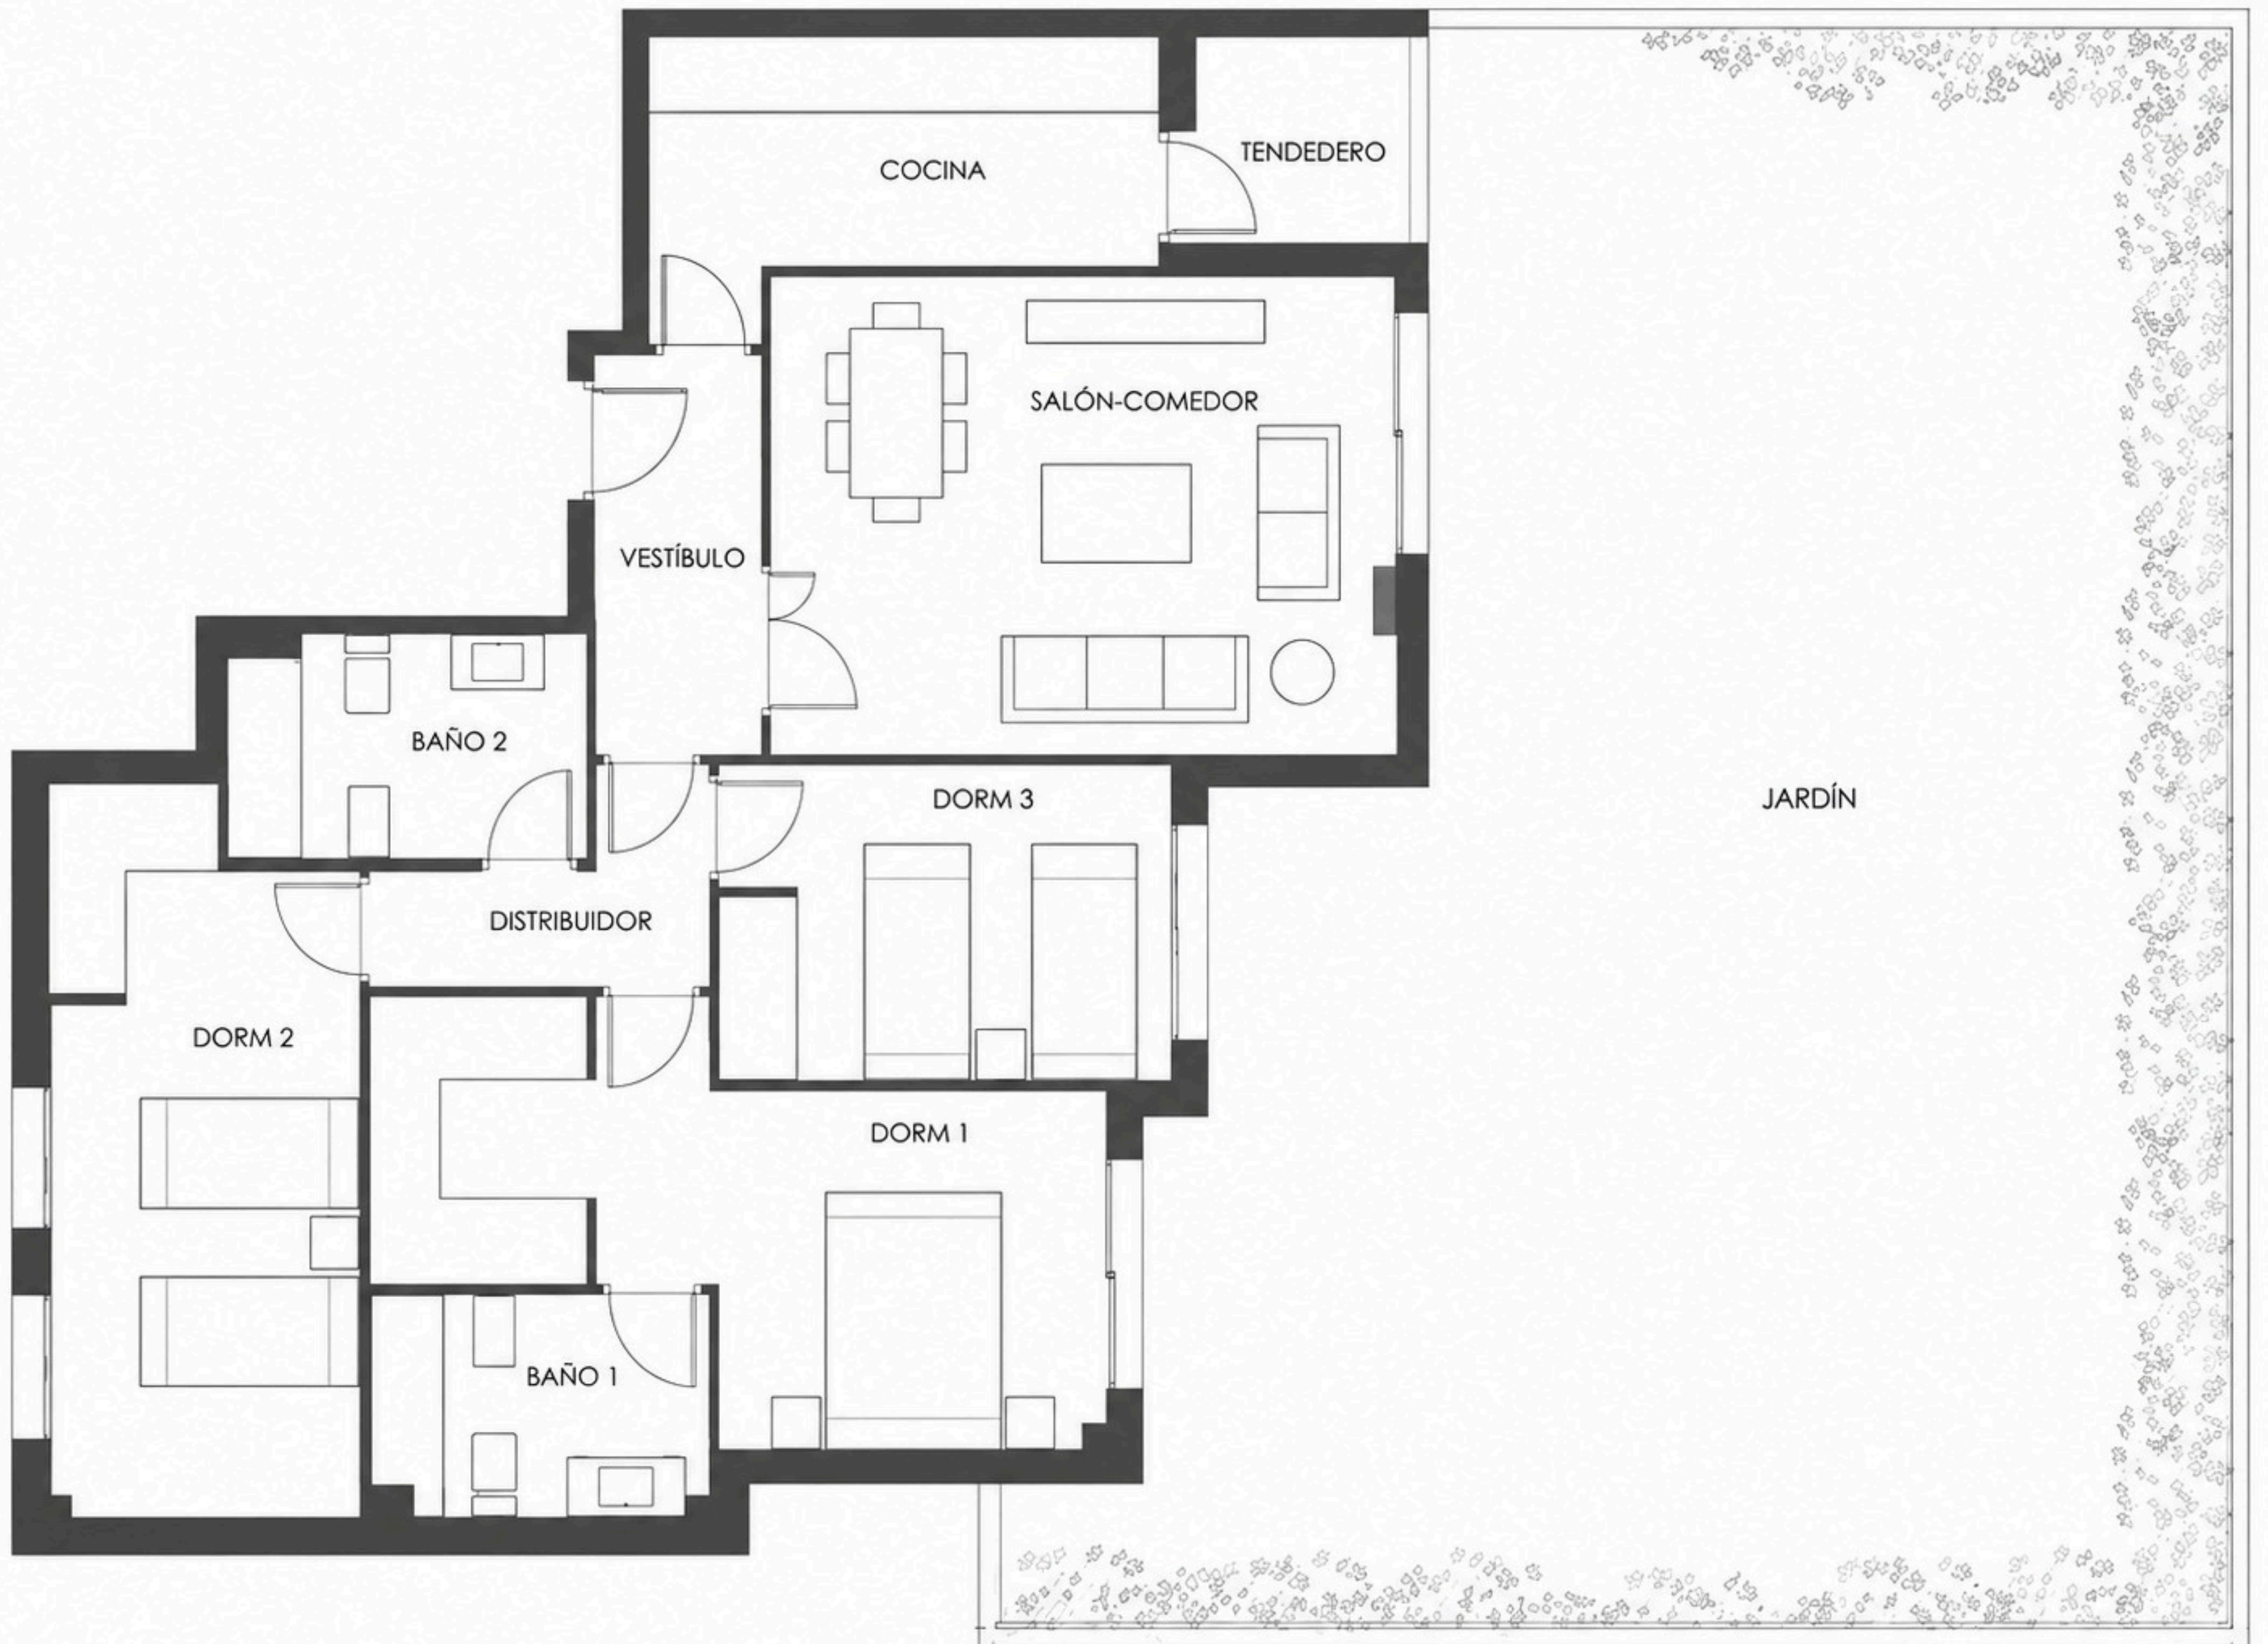 TENDEDERO
COCINA
SALÓN-COMEDOR
VESTÍBULO
BAÑO 2
DORM 3
JARDÍN
DISTRIBUIDOR
DORM 2
DORM 1
BAÑO 1